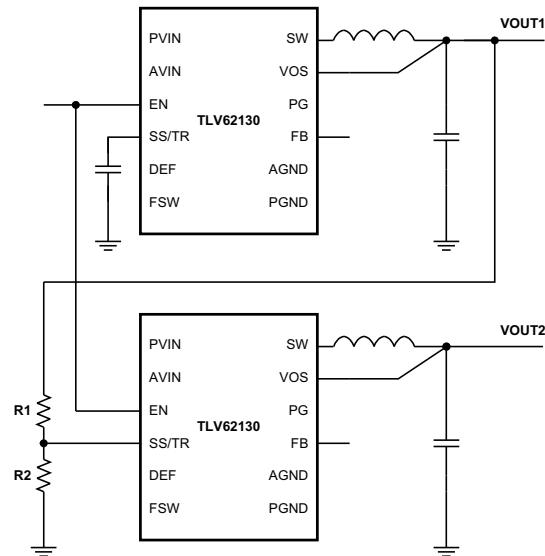 VOUT1
PVIN SW
AVIN VOS
EN PG
TLV62130
SS/TR FB
DEF AGND
FSW PGND
VOUT2
PVIN SW
AVIN VOS
R1 EN PG
TLV62130
SS/TR FB
R2 DEF AGND
FSW PGND